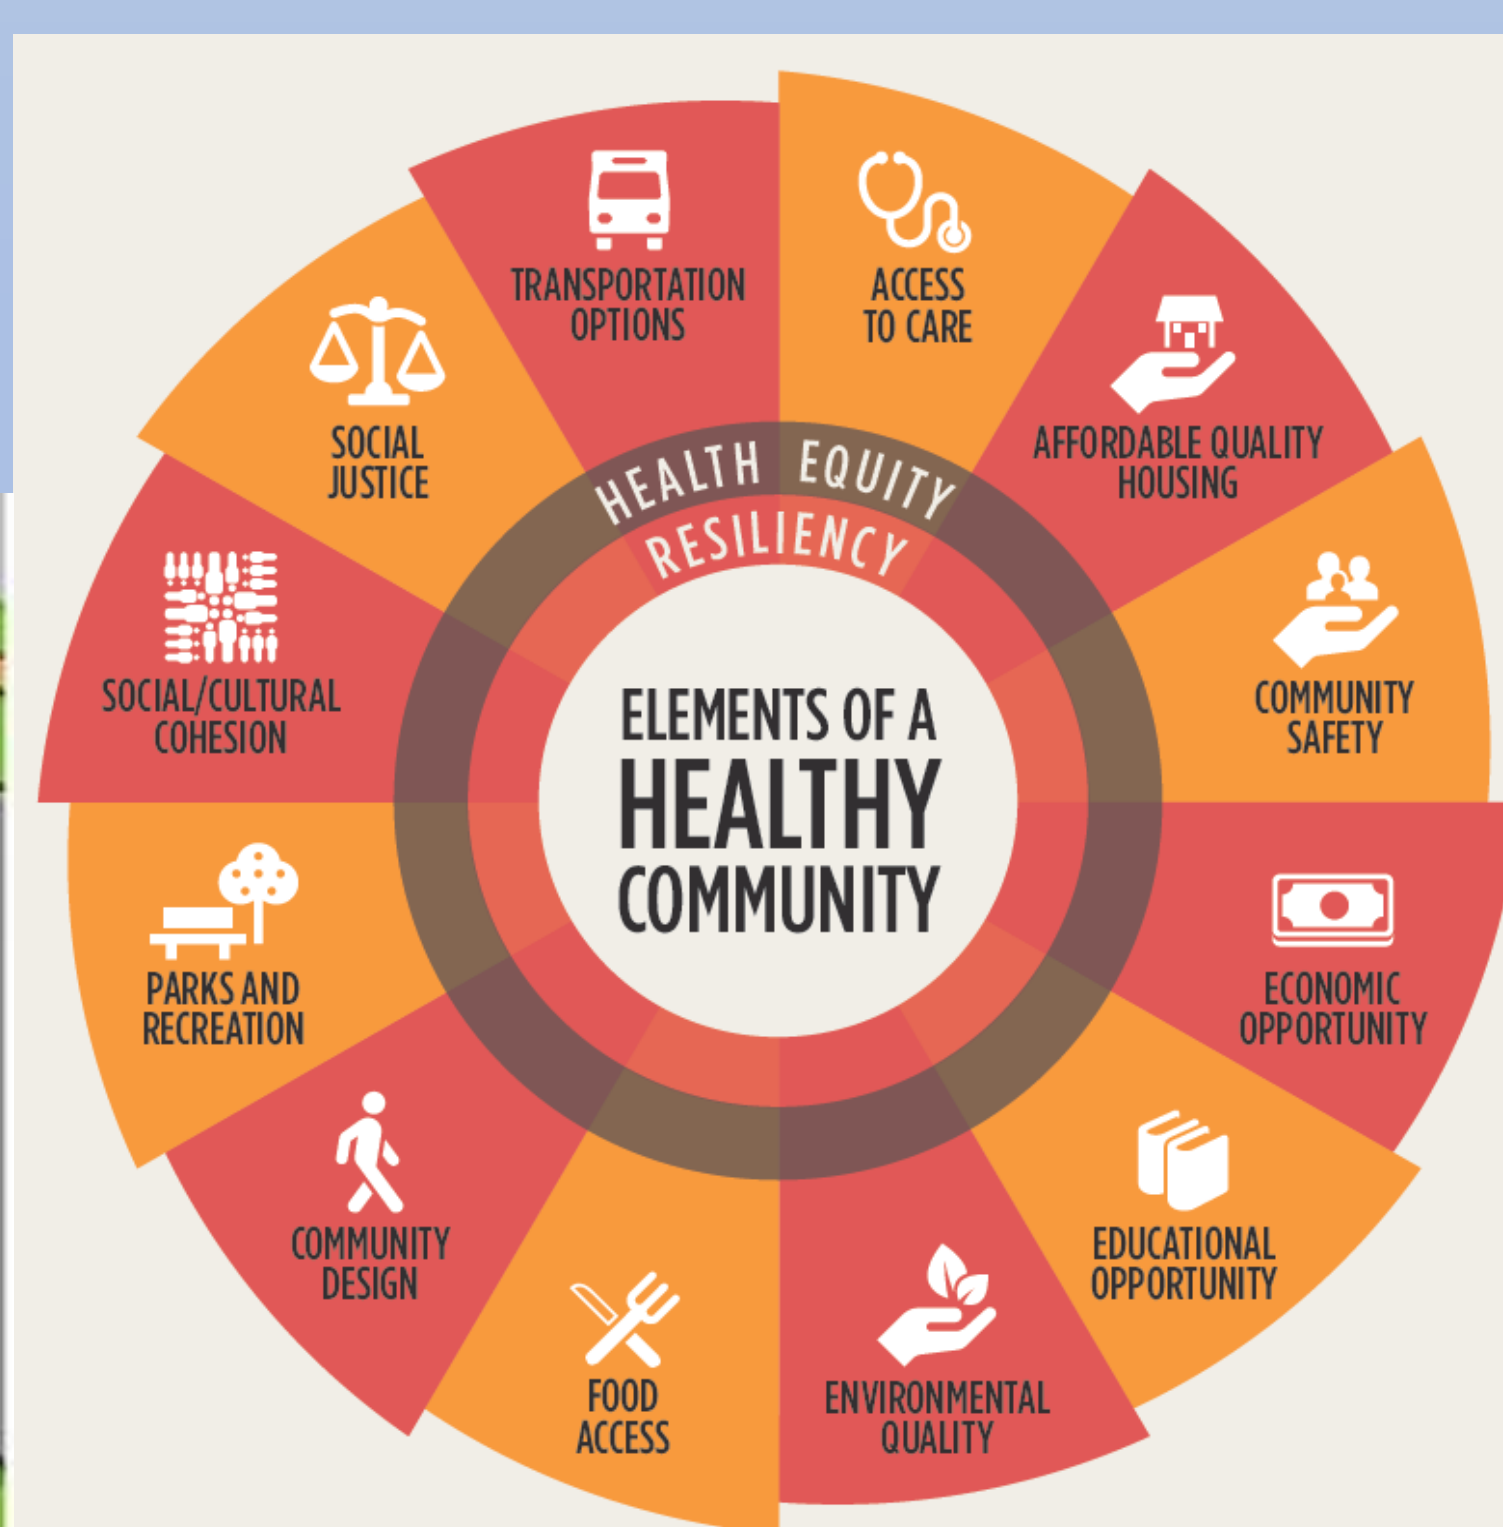 TRANSPORTATION
OPTIONS
ACCESS
TO CARE
AFFORDABLE QUALITY
HOUSING
COMMUNITY
SAFETY
ECONOMIC
OPPORTUNITY
EDUCATIONAL
OPPORTUNITY
ENVIRONMENTAL
QUALITY
FOOD
ACCESS
COMMUNITY
DESIGN
PARKS AND
RECREATION
SOCIAL/CULTURAL
COHESION
SOCIAL
JUSTICE
HEALTH EQUITY
RESILIENCY
ELEMENTS OF A
HEALTHY
COMMUNITY